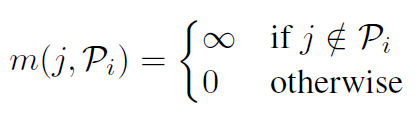 m(j, 𝒫ᵢ) = { ∞ if j ∉ 𝒫ᵢ
0 otherwise